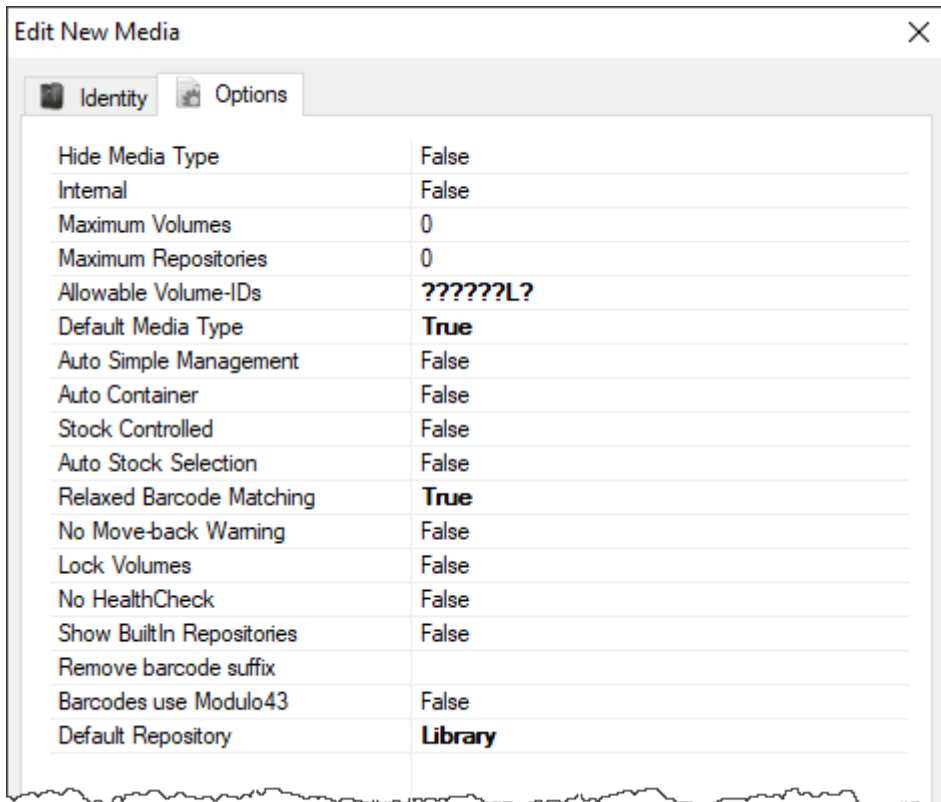 Edit New Media
Identity Options
Hide Media Type False
Internal False
Maximum Volumes 0
Maximum Repositories 0
Allowable Volume-IDs ??????L?
Default Media Type True
Auto Simple Management False
Auto Container False
Stock Controlled False
Auto Stock Selection False
Relaxed Barcode Matching True
No Move-back Warning False
Lock Volumes False
No HealthCheck False
Show BuiltIn Repositories False
Remove barcode suffix
Barcodes use Modulo43 False
Default Repository Library